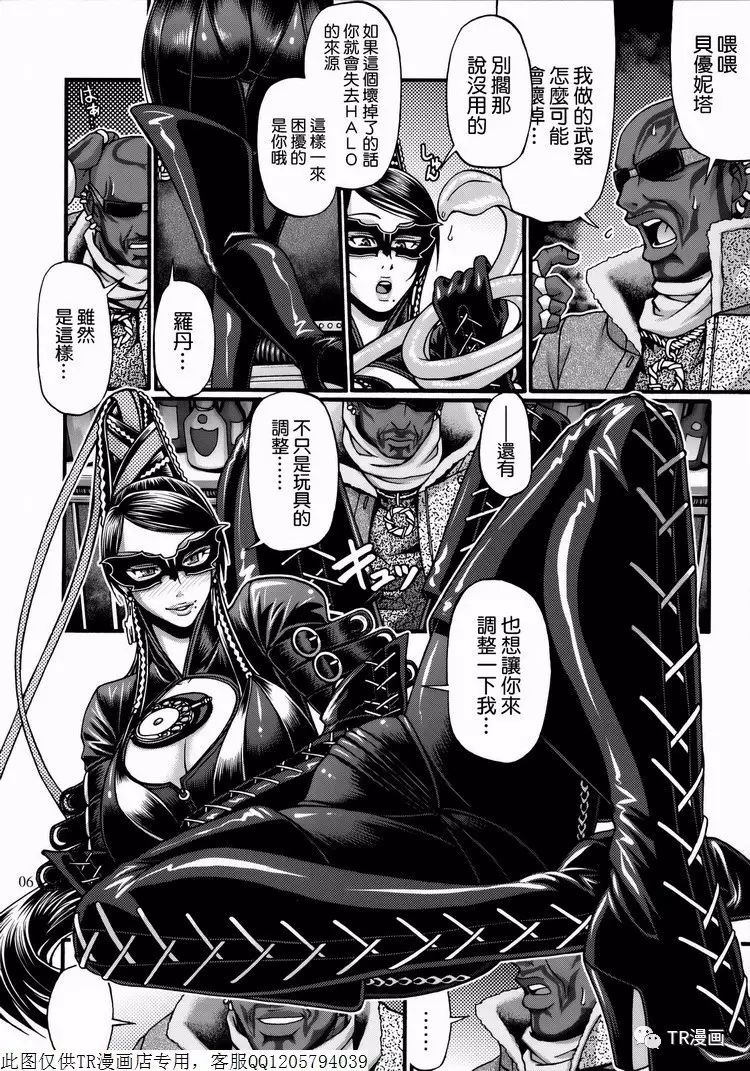 喂喂
貝優妮塔
我做的武器
怎麼可能
會壞掉…
別擱那
說沒用的
如果這個壞掉了的話
你就會失去HALO
的來源
這樣一來
困擾的
是你哦
は…
羅丹…
雖然
是這樣…
——還有
不只是玩具的
調整……
キュッ
也想讓你來
調整一下我…
…
…
06
TR漫画
此图仅供TR漫画店专用，客服QQ1205794039